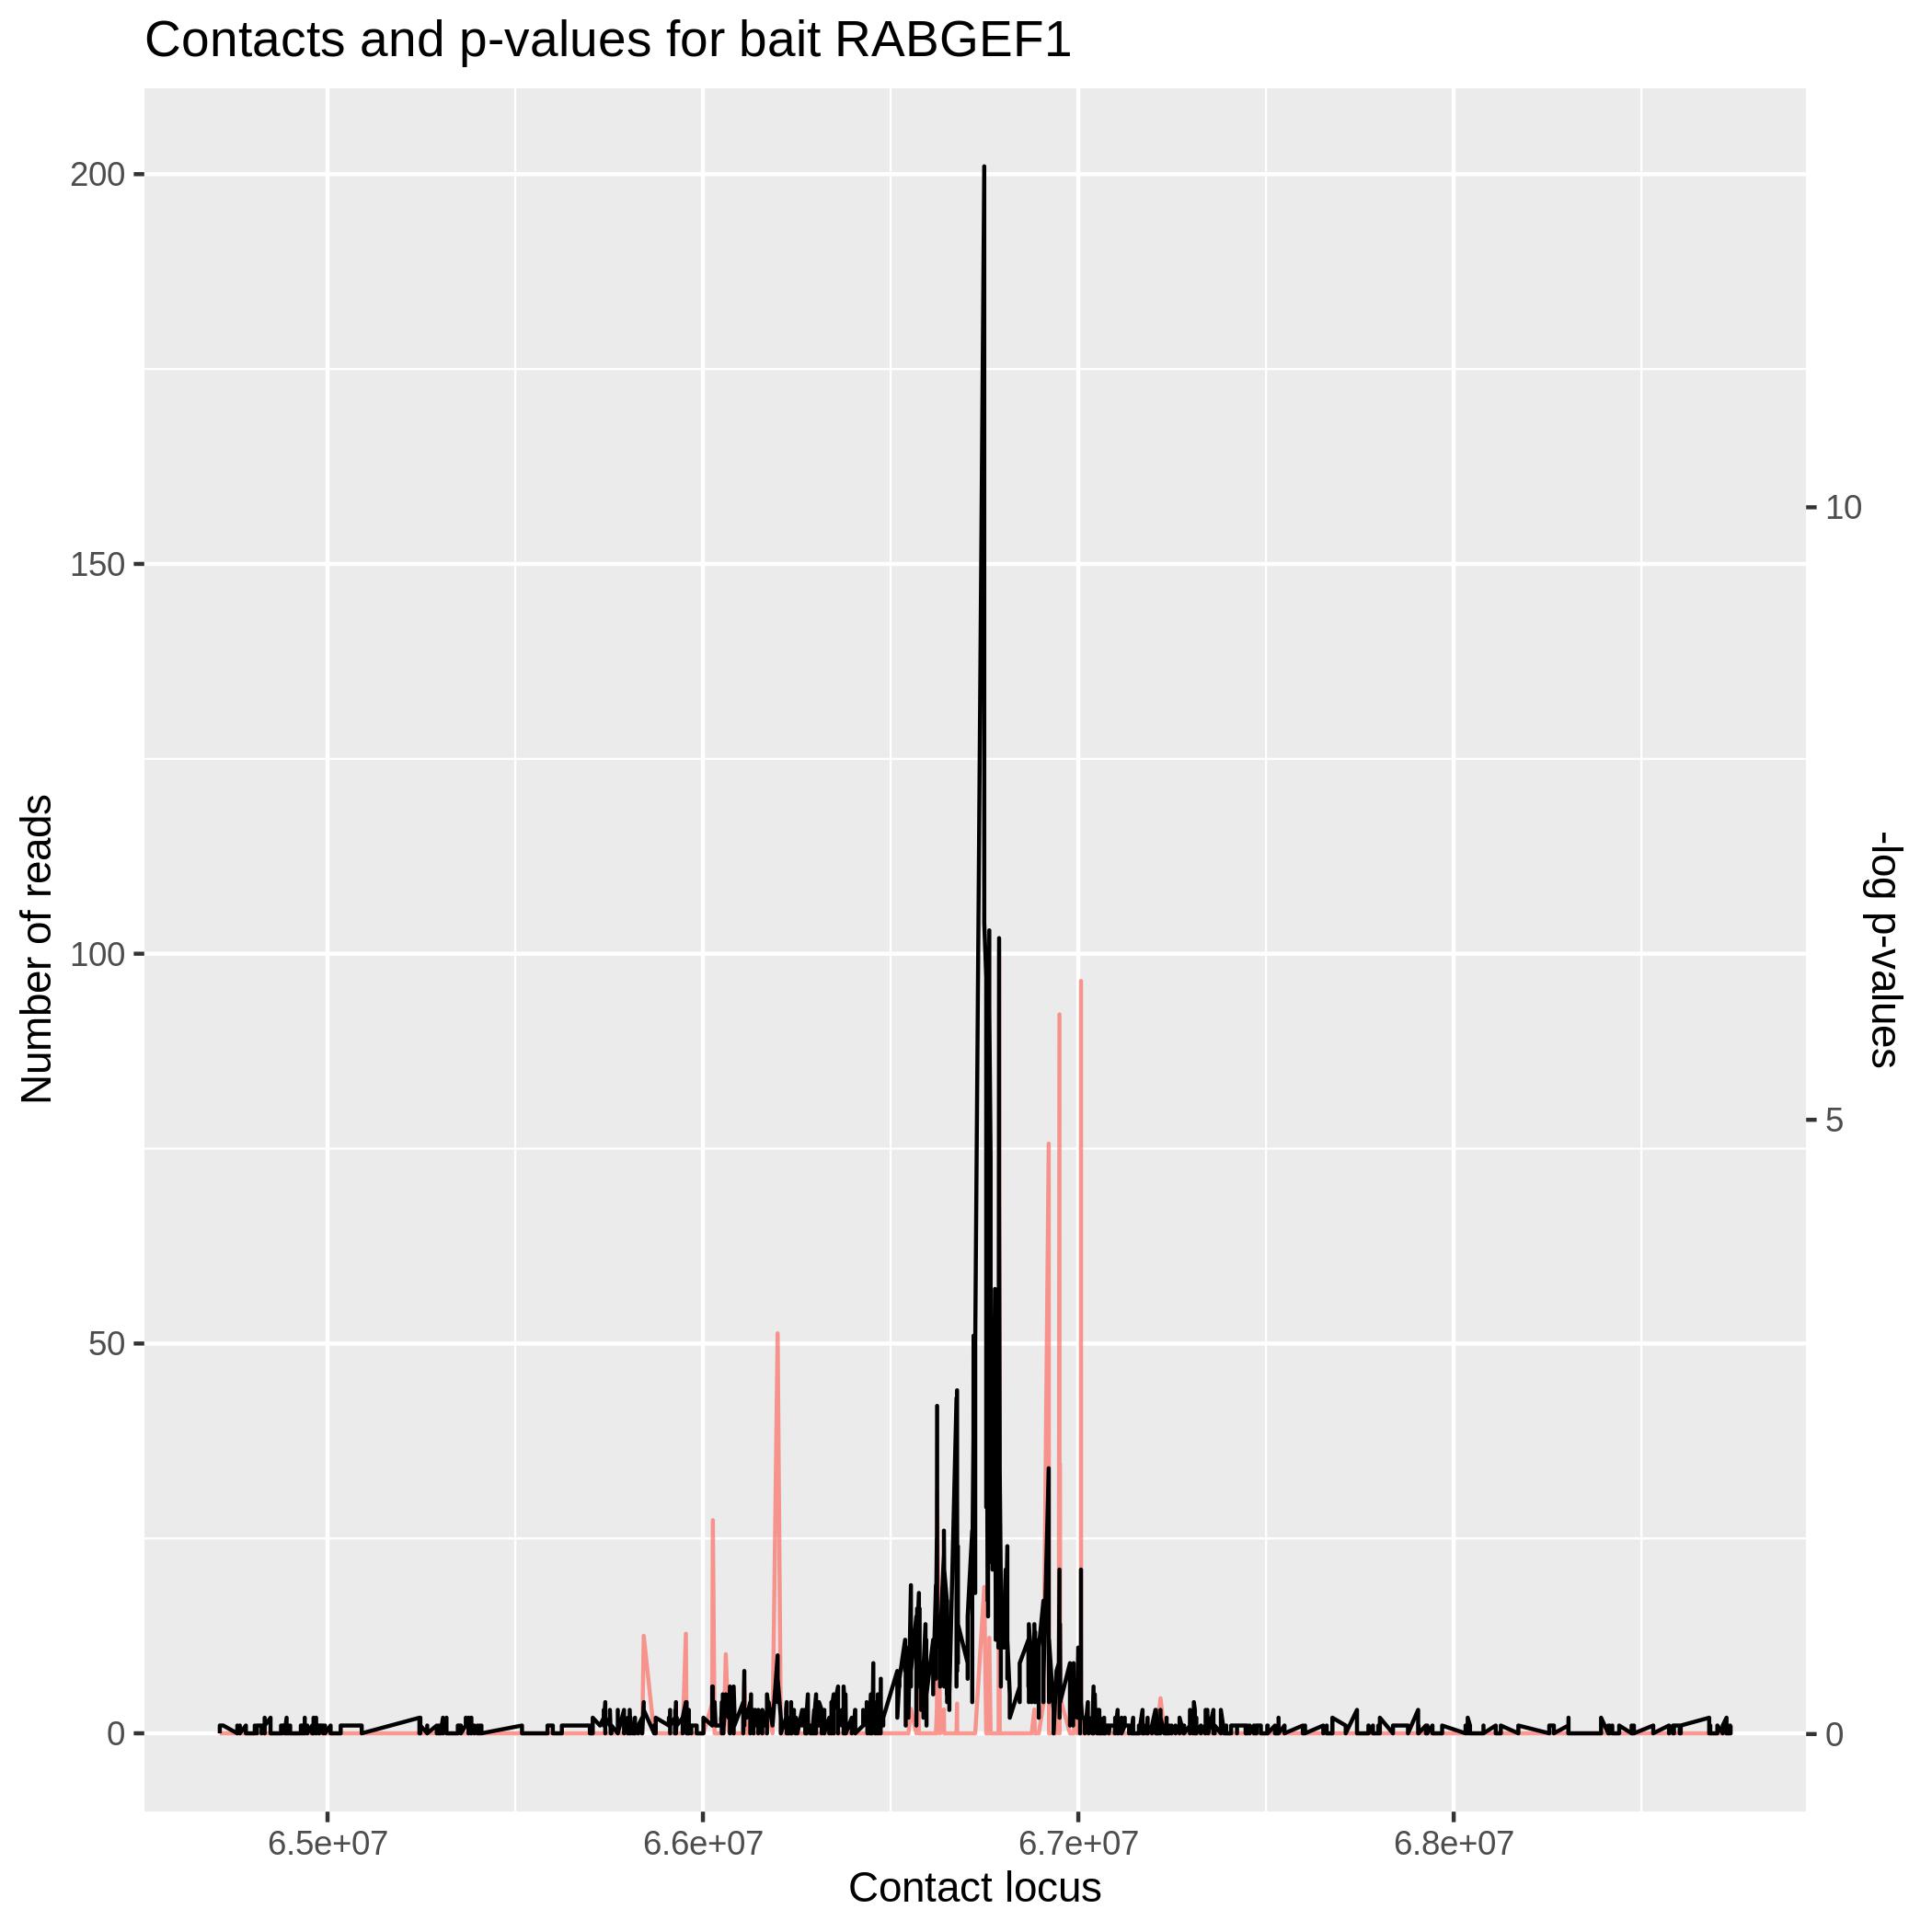 Contacts and p-values for bait RABGEF1
200
150
100
50
0
Number of reads
10
5
0
-log p-values
6.5e+07
6.6e+07
6.7e+07
6.8e+07
Contact locus